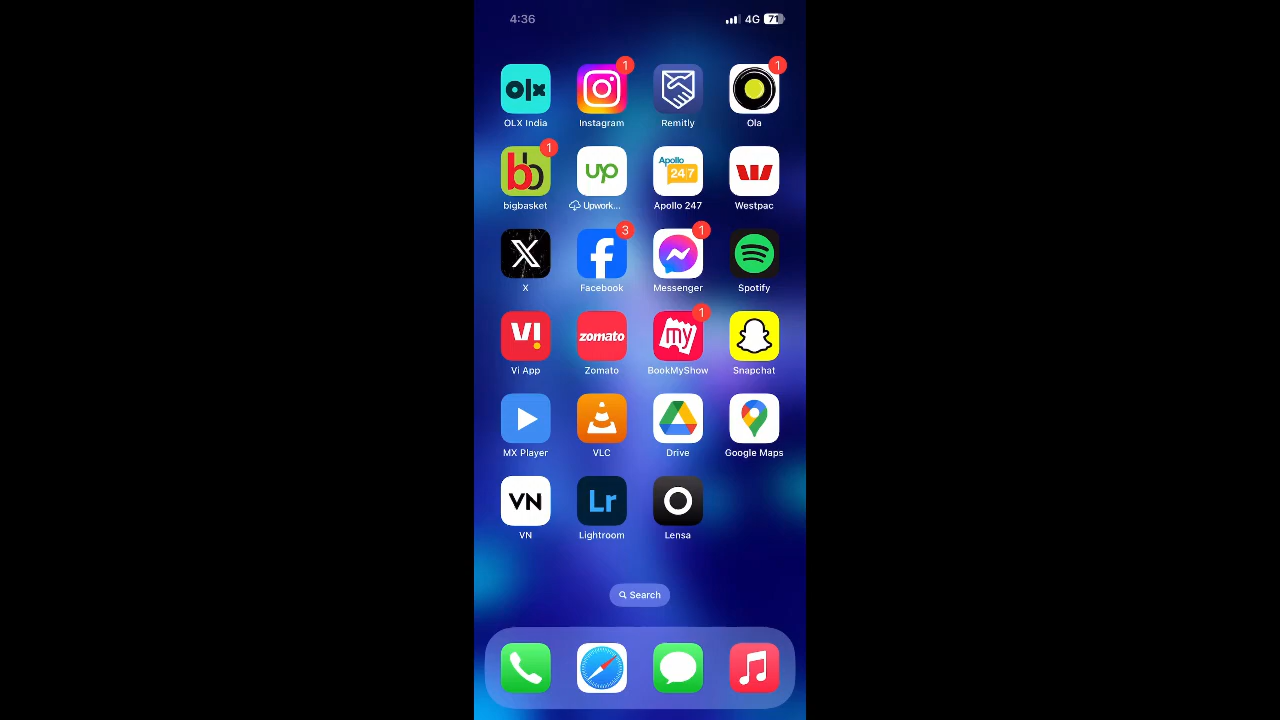 4:36 4G 71
1 1
olx
OLX India Instagram Remitly Ola
1
bb up Apollo 24|7
bigbasket Upwork... Apollo 247 Westpac
3 1
X f
X Facebook Messenger Spotify
1
Vi zomato my
Vi App Zomato BookMyShow Snapchat
MX Player VLC Drive Google Maps
VN Lr
VN Lightroom Lensa
Search